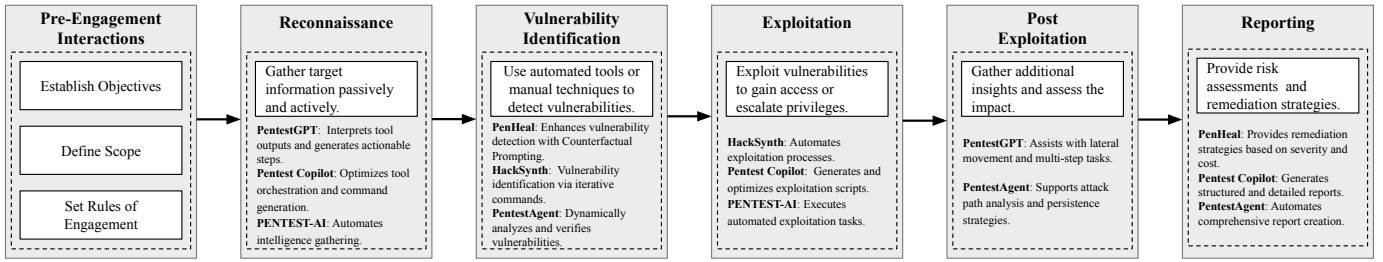 Pre-Engagement
Interactions
Establish Objectives
Define Scope
Set Rules of
Engagement
Reconnaissance
Gather target
information passively
and actively.
PentestGPT: Interprets tool
outputs and generates actionable
steps.
Pentest Copilot: Optimizes tool
orchestration and command
generation.
PENTEST-AI: Automates
intelligence gathering.
Vulnerability
Identification
Use automated tools or
manual techniques to
detect vulnerabilities.
PenHeal: Enhances vulnerability
detection with Counterfactual
Prompting.
HackSynth: Vulnerability
identification via iterative
commands.
PentestAgent: Dynamically
analyzes and verifies
vulnerabilities.
Exploitation
Exploit vulnerabilities
to gain access or
escalate privileges.
HackSynth: Automates
exploitation processes.
Pentest Copilot: Generates and
optimizes exploitation scripts.
PENTEST-AI: Executes
automated exploitation tasks.
Post
Exploitation
Gather additional
insights and assess the
impact.
PentestGPT: Assists with lateral
movement and multi-step tasks.
PentestAgent: Supports attack
path analysis and persistence
strategies.
Reporting
Provide risk
assessments and
remediation strategies.
PenHeal: Provides remediation
strategies based on severity and
cost.
Pentest Copilot: Generates
structured and detailed reports.
PentestAgent: Automates
comprehensive report creation.